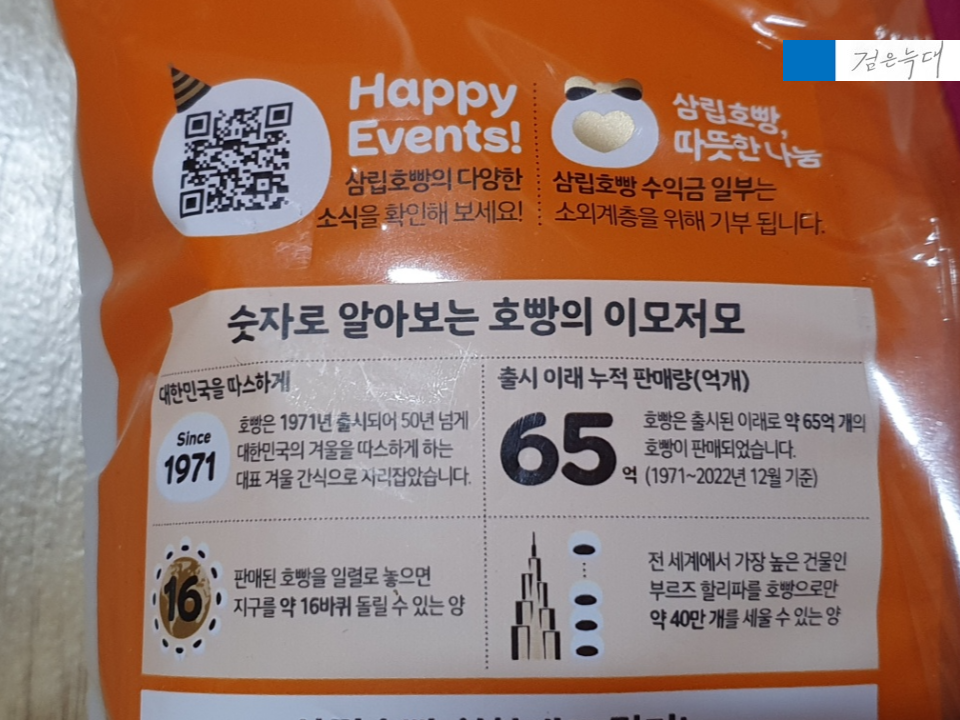 검은늑대
Happy
Events!
삼립호빵의 다양한
소식을 확인해 보세요!
삼립호빵,
따뜻한 나눔
삼립호빵 수익금 일부는
소외계층을 위해 기부 됩니다.
숫자로 알아보는 호빵의 이모저모
대한민국을 따스하게
Since
1971
호빵은 1971년 출시되어 50년 넘게
대한민국의 겨울을 따스하게 하는
대표 겨울 간식으로 자리잡았습니다.
출시 이래 누적 판매량(억개)
65억
호빵은 출시된 이래로 약 65억 개의
호빵이 판매되었습니다.
(1971~2022년 12월 기준)
16
판매된 호빵을 일렬로 놓으면
지구를 약 16바퀴 돌릴 수 있는 양
전 세계에서 가장 높은 건물인
부르즈 할리파를 호빵으로만
약 40만 개를 세울 수 있는 양